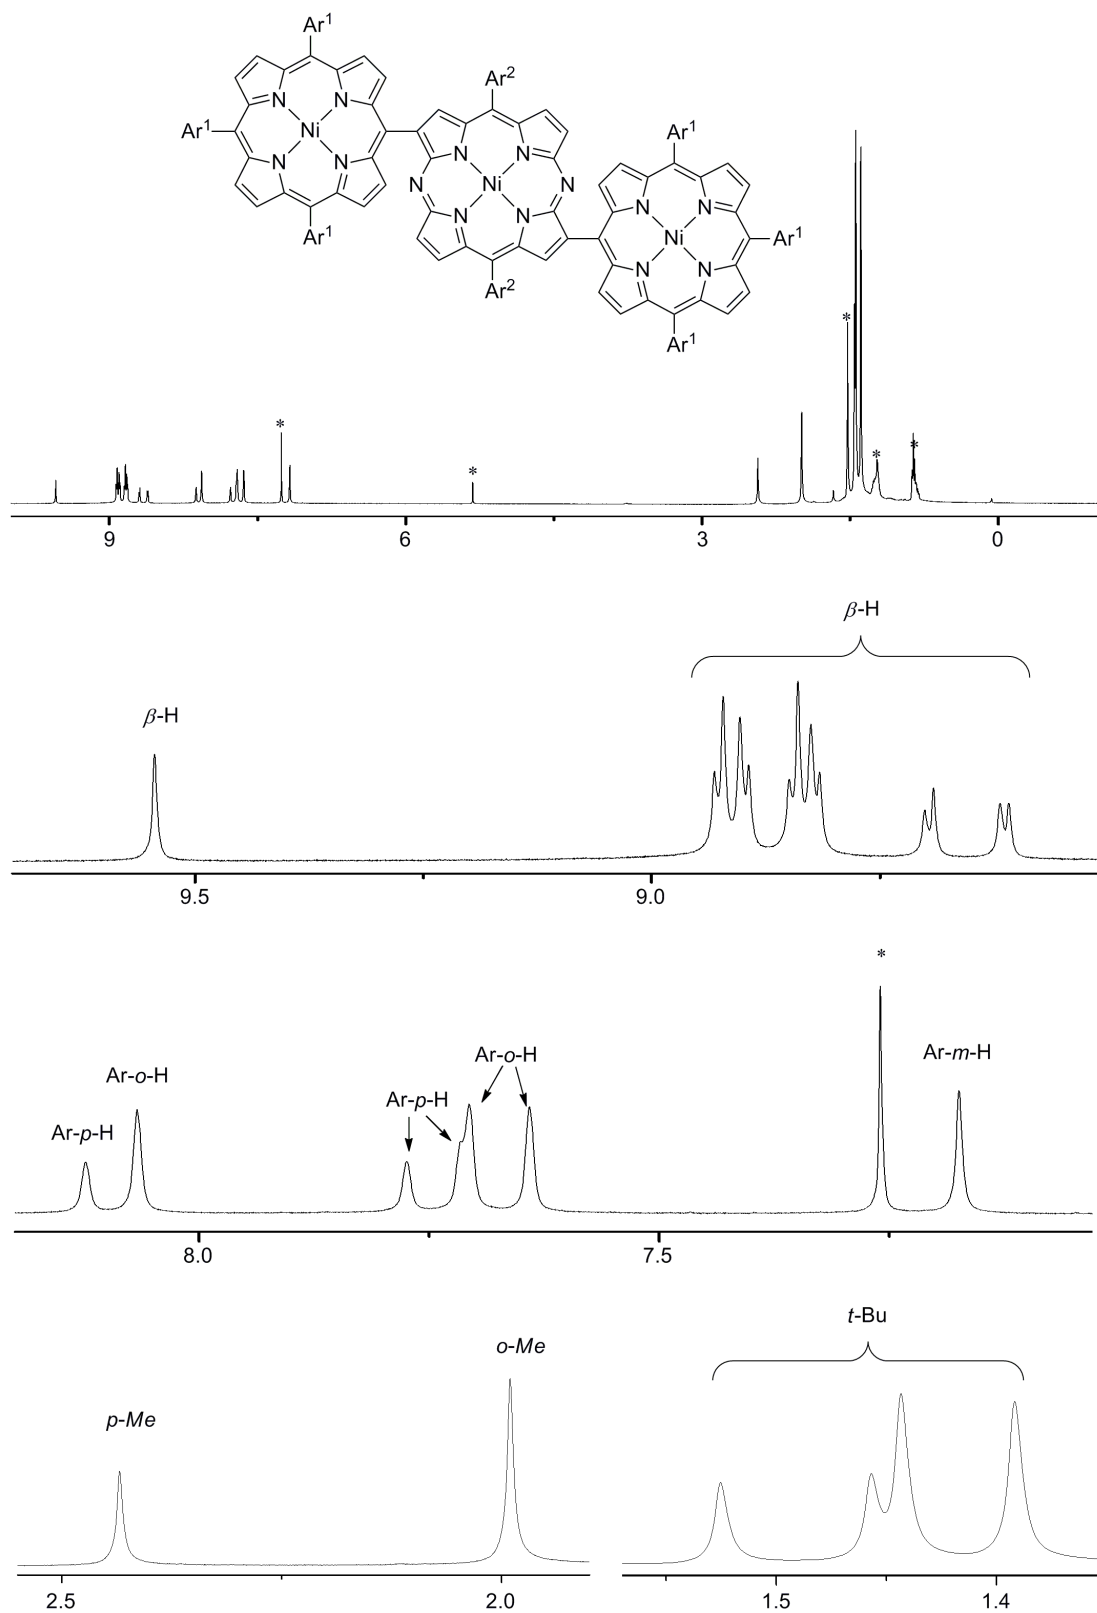 Ar1
Ar2
Ar1
N
N
Ni
N
N
Ar1
Ar1
N
N
N
N
Ni
N
N
Ar2
Ar1
N
N
Ni
N
N
Ar1
Ar1
*
*
*
*
*
9
6
3
0
β-H
β-H
9.5
9.0
*
Ar-o-H
Ar-m-H
Ar-o-H
Ar-p-H
Ar-p-H
8.0
7.5
t-Bu
o-Me
p-Me
2.5
2.0
1.5
1.4